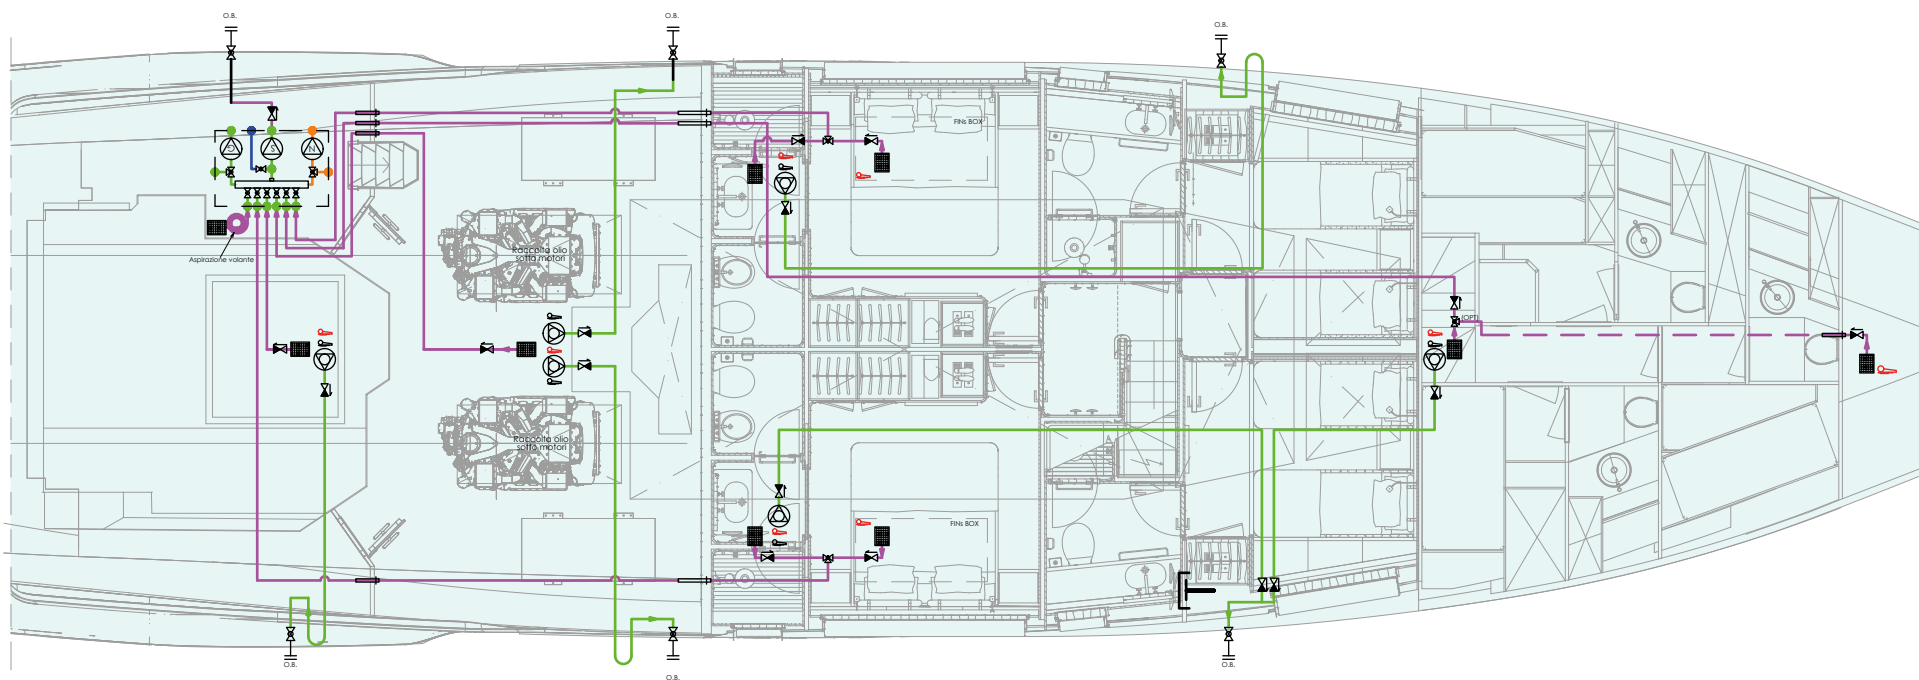 O.B.
O.B.
O.B.
FINs BOX
G
S
N
Aspirazione volante
Raccolta olio
sotto motori
(OPT)
Raccolta olio
sotto motori
FINs BOX
O.B.
O.B.
O.B.